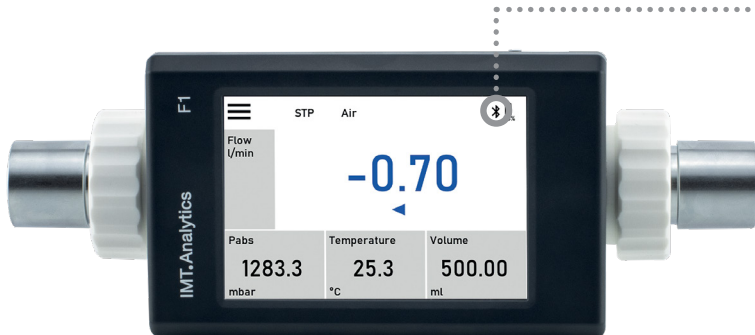 F1
IMT.Analytics
STP Air
Flow
l/min
-0.70
Pabs
1283.3
mbar
Temperature
25.3
°C
Volume
500.00
ml